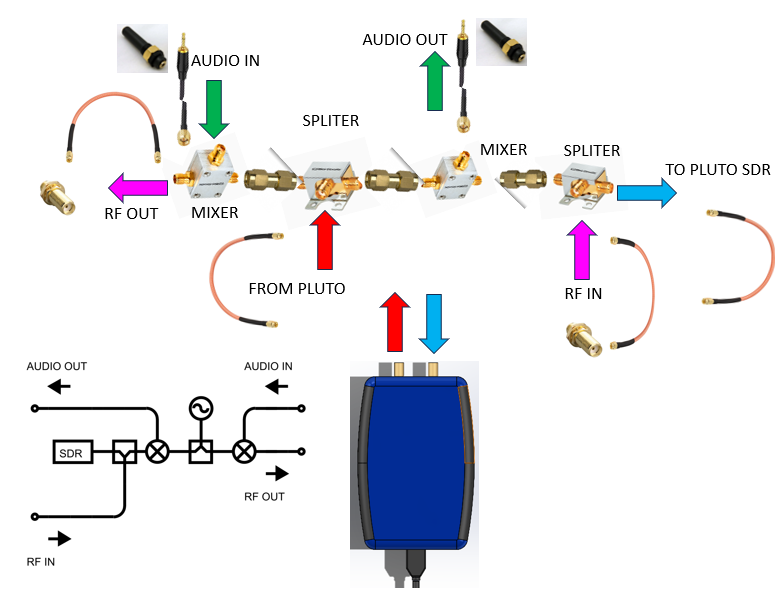 AUDIO IN
AUDIO OUT
SPLITER
MIXER
SPLITER
TO PLUTO SDR
RF OUT
MIXER
FROM PLUTO
RF IN
AUDIO OUT
AUDIO IN
SDR
RF OUT
RF IN